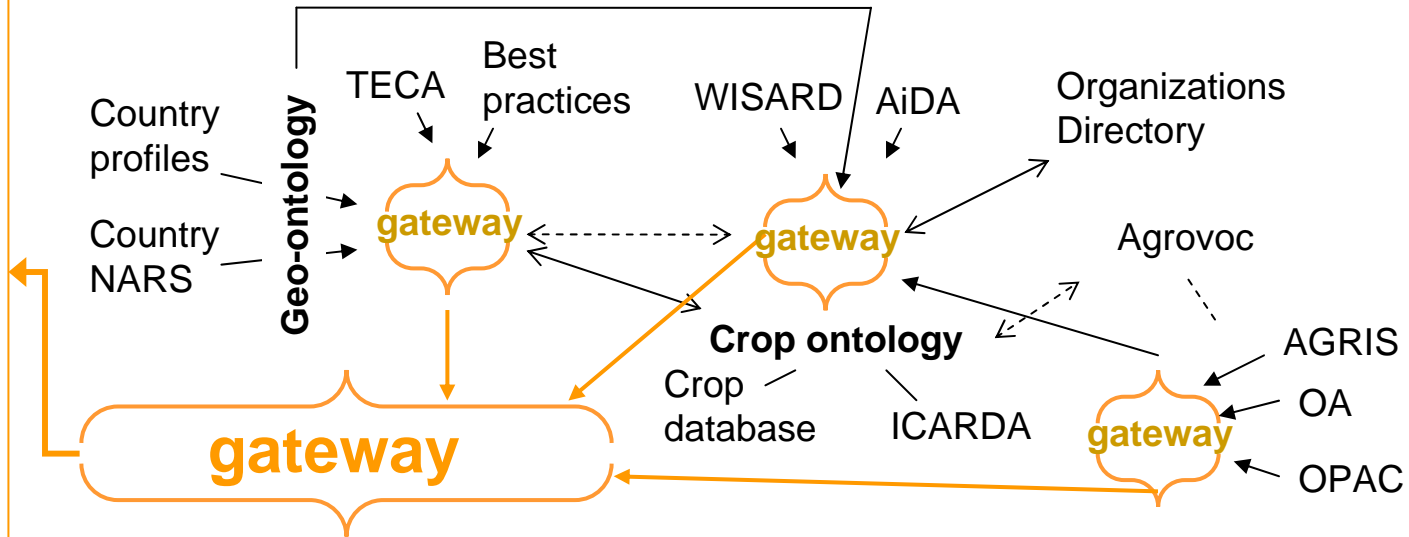 Best
practices
TECA
WISARD
AiDA
Organizations
Directory
Country
profiles
Geo-ontology
gateway
gateway
Country
NARS
Agrovoc
Crop ontology
AGRIS
Crop
database
ICARDA
OA
gateway
gateway
OPAC